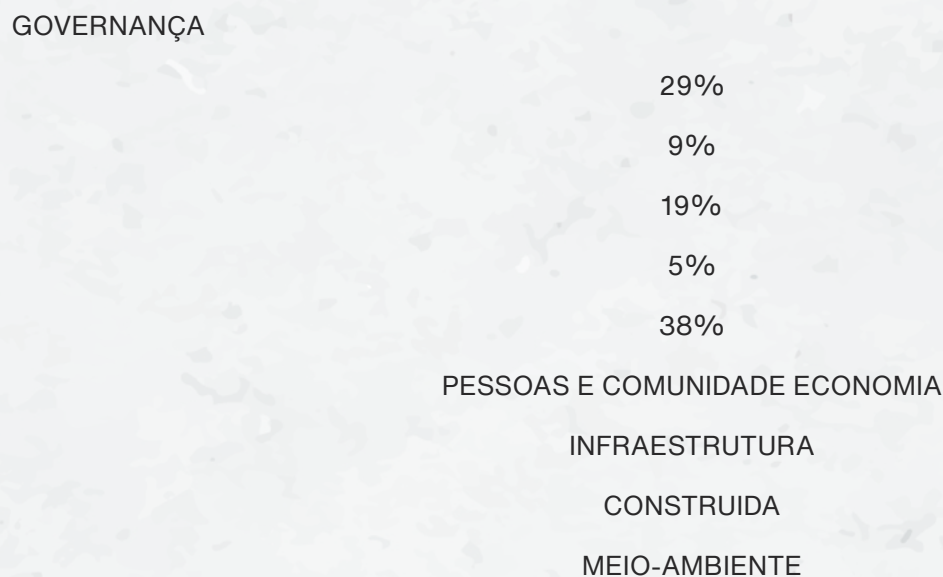 GOVERNANÇA
29%
9%
19%
5%
38%
PESSOAS E COMUNIDADE ECONOMIA
INFRAESTRUTURA
CONSTRUIDA
MEIO-AMBIENTE